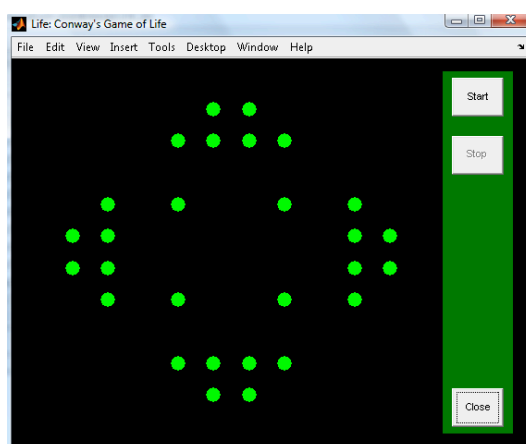 Life: Conway's Game of Life
File Edit View Insert Tools Desktop Window Help
Start
Stop
Close